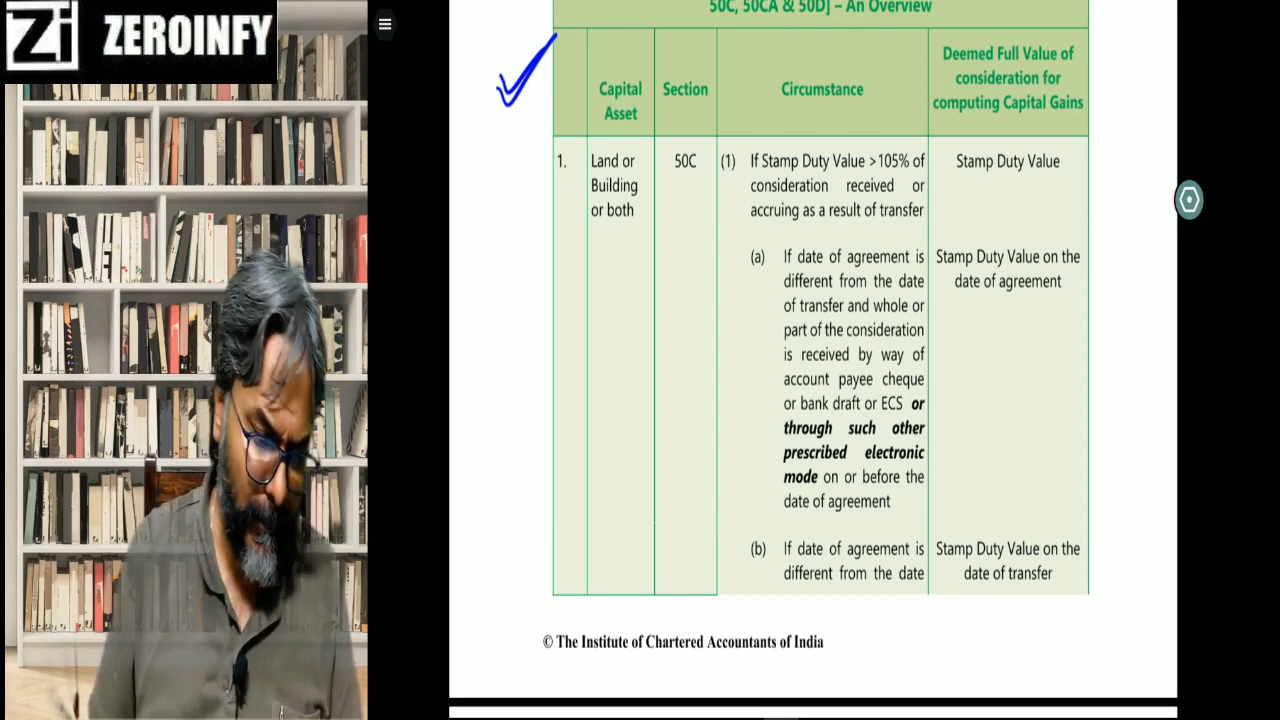 Zi ZEROINFY
50C, 50CA & 50D] – An Overview
Capital
Asset
Section
Circumstance
Deemed Full Value of
consideration for
computing Capital Gains
1.
Land or
Building
or both
50C
(1) If Stamp Duty Value >105% of
consideration received or
accruing as a result of transfer
Stamp Duty Value
(a) If date of agreement is
different from the date
of transfer and whole or
part of the consideration
is received by way of
account payee cheque
or bank draft or ECS or
through such other
prescribed electronic
mode on or before the
date of agreement
Stamp Duty Value on the
date of agreement
(b) If date of agreement is
different from the date
Stamp Duty Value on the
date of transfer
© The Institute of Chartered Accountants of India